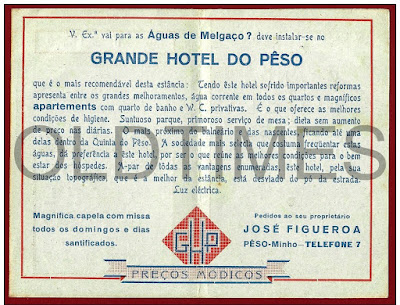 V. Ex.ª vai para as Águas de Melgaço? deve instalar-se no
GRANDE HOTEL DO PÊSO
que é o mais recomendável desta estância: Tendo êste hotel sofrido importantes reformas
apresenta entre os grandes melhoramentos, água corrente em todos os quartos e magníficos
apartements com quarto de banho e W. C. privativas. É o que oferece as melhores
condições de higiene. Suntuoso parque, primoroso serviço de mesa; dieta sem aumento
de preço nas diárias. O mais próximo do balneário e das nascentes, ficando até uma
delas dentro da Quinta do Pêso. A sociedade mais seleta que costuma freqüentar estas
águas, dá preferência a êste hotel, por ser o que reúne as melhores condições para o bem
estar dos hóspedes. A-par de tôdas as vantagens enumeradas, êste hotel, pela sua
situação topográfica, que é a melhor da estância, está desviado do pó da estrada.
Luz eléctrica.
OLDTIMES
Magnífica capela com missa
todos os domingos e dias
santificados.
GHP
Pedidos ao seu proprietário
JOSÉ FIGUEROA
PÊSO-Minho—TELEFONE 7
PREÇOS MÓDICOS